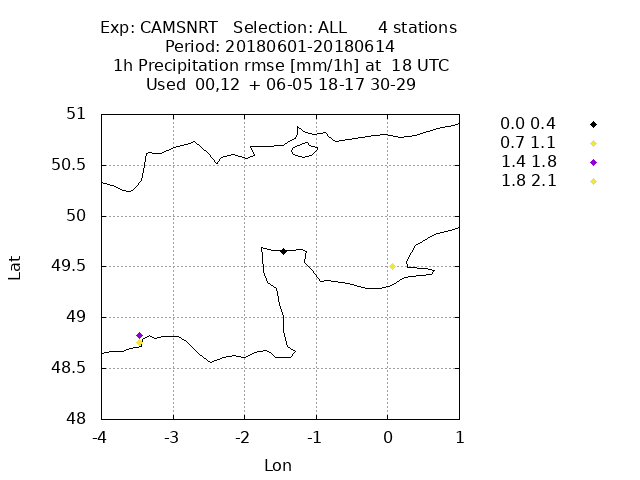 Exp: CAMSNRT   Selection: ALL      4 stations
Period: 20180601-20180614
1h Precipitation rmse [mm/1h] at  18 UTC
Used  00,12  + 06-05 18-17 30-29
0.0 0.4
0.7 1.1
1.4 1.8
1.8 2.1
51
50.5
50
49.5
49
48.5
48
Lat
-4 -3 -2 -1 0 1
Lon